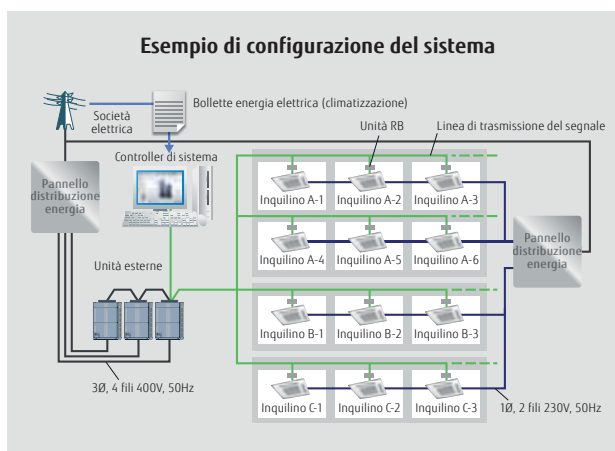 Esempio di configurazione del sistema
Bollette energia elettrica (climatizzazione)
Società
elettrica
Unità RB
Linea di trasmissione del segnale
Controller di sistema
Pannello
distribuzione
energia
Inquilino A-1
Inquilino A-2
Inquilino A-3
Inquilino A-4
Inquilino A-5
Inquilino A-6
Pannello
distribuzione
energia
Unità esterne
Inquilino B-1
Inquilino B-2
Inquilino B-3
3Ø, 4 fili 400V, 50Hz
Inquilino C-1
Inquilino C-2
Inquilino C-3
1Ø, 2 fili 230V, 50Hz